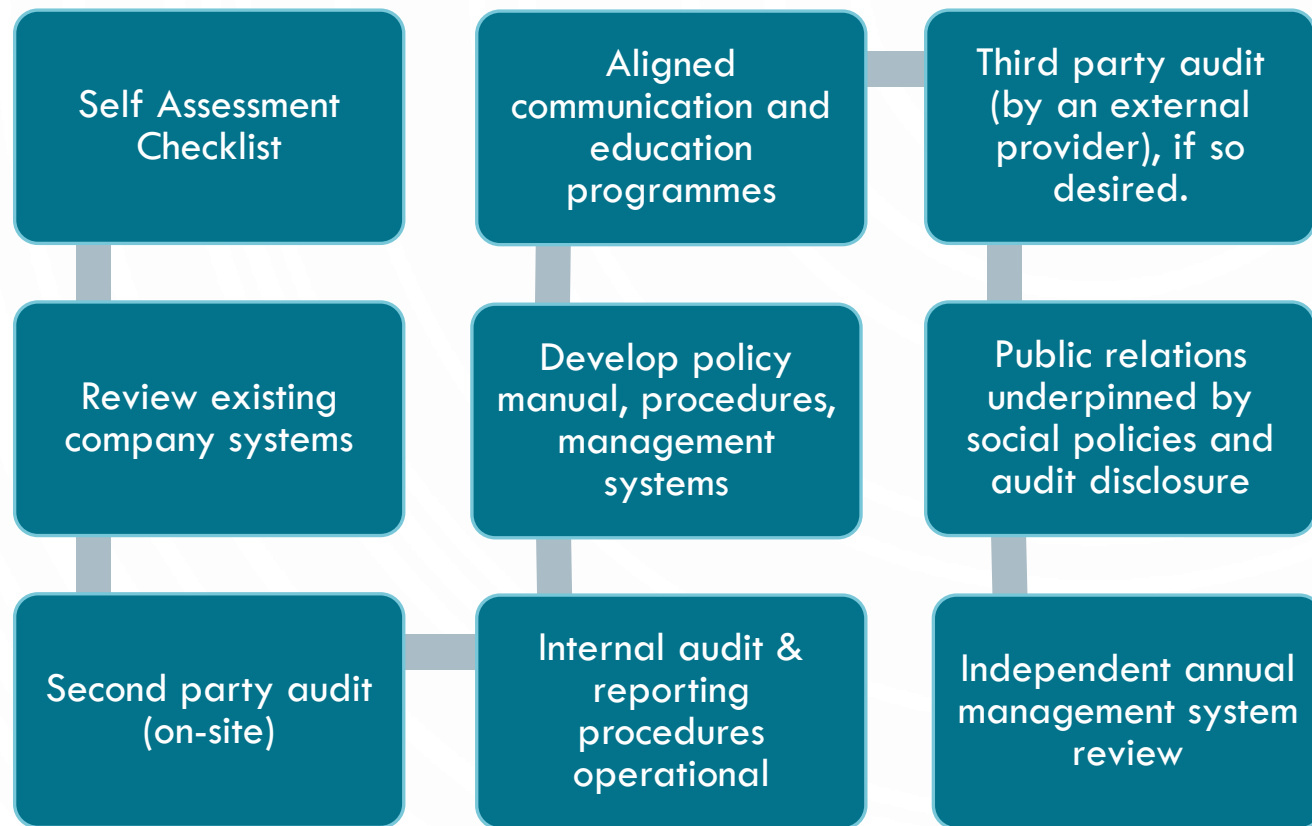 Self Assessment
Checklist
Review existing
company systems
Second party audit
(on-site)
Internal audit &
reporting
procedures
operational
Develop policy
manual, procedures,
management
systems
Aligned
communication and
education
programmes
Third party audit
(by an external
provider), if so
desired.
Public relations
underpinned by
social policies and
audit disclosure
Independent annual
management system
review